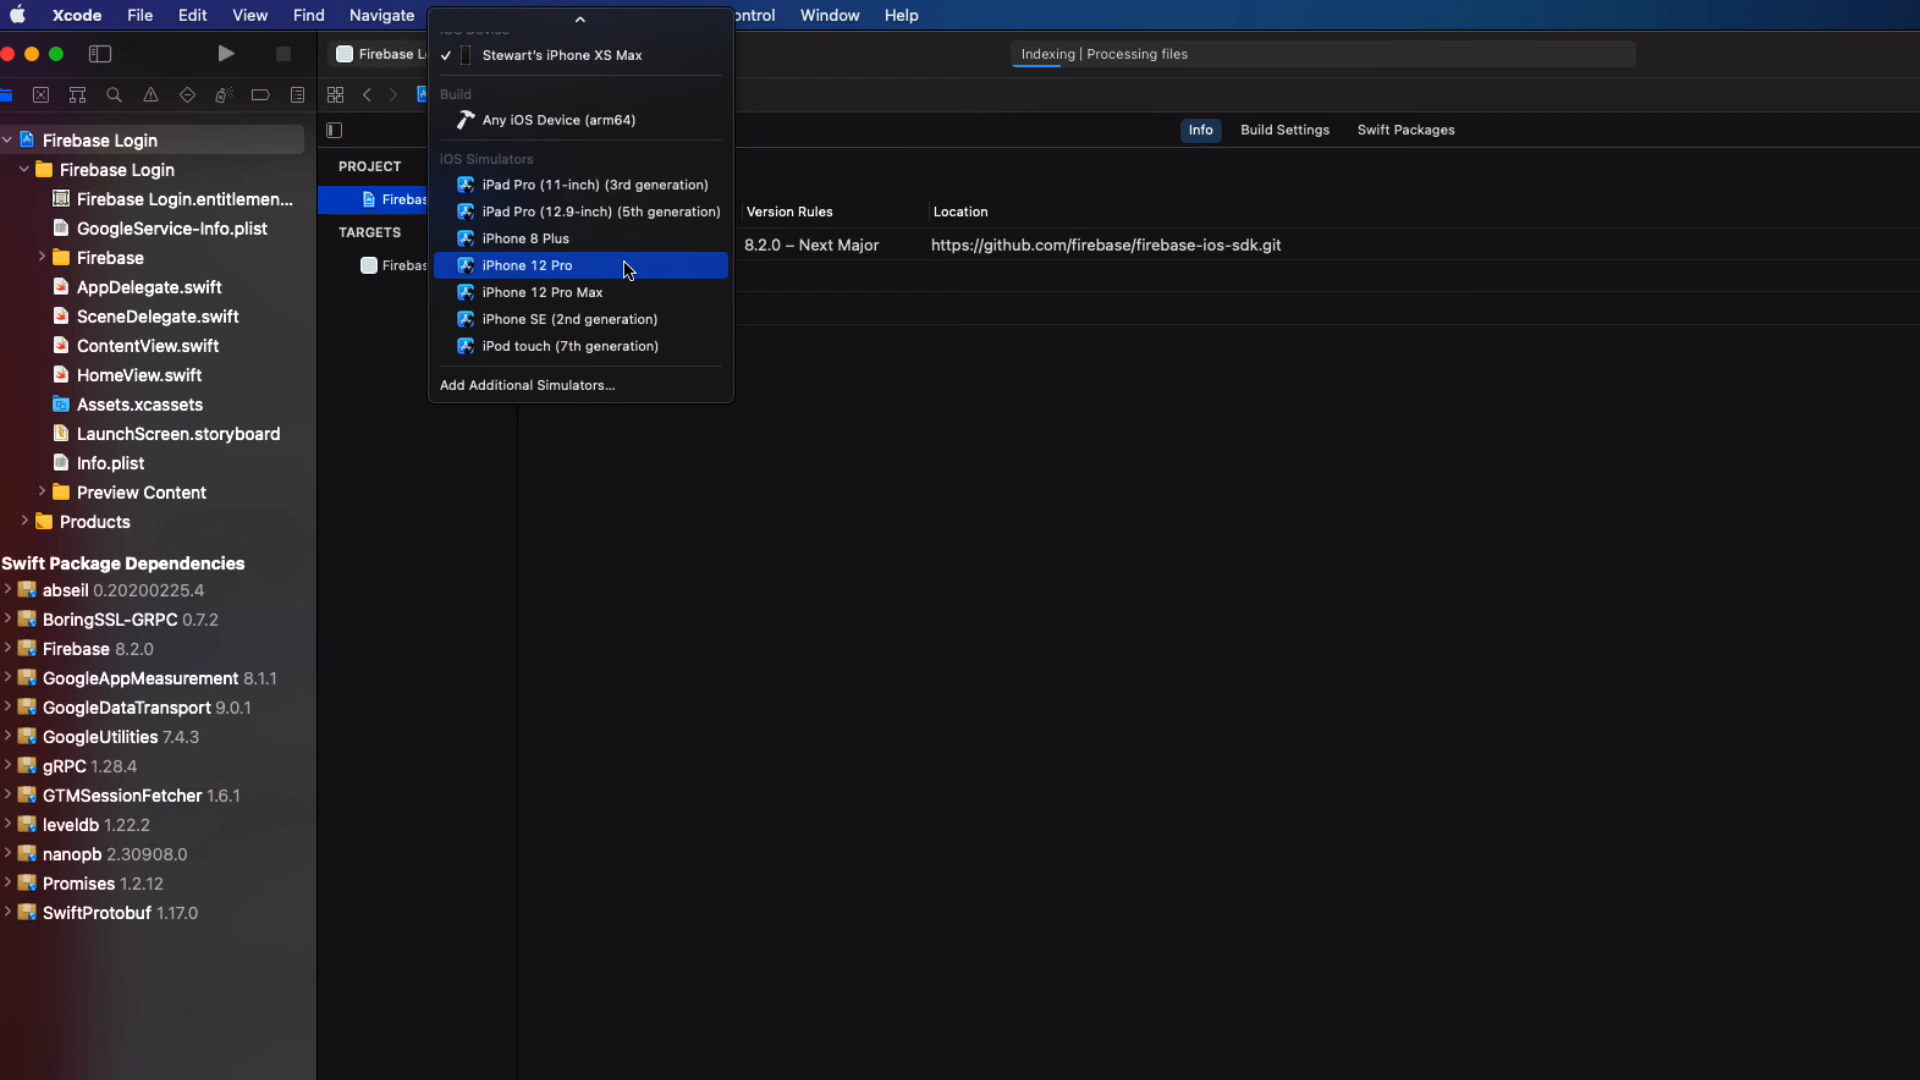 Xcode File Edit View Find Navigate ontrol Window Help
Firebase L
Indexing | Processing files
Stewart's iPhone XS Max
Build
Any iOS Device (arm64)
iOS Simulators
iPad Pro (11-inch) (3rd generation)
iPad Pro (12.9-inch) (5th generation)
iPhone 8 Plus
iPhone 12 Pro
iPhone 12 Pro Max
iPhone SE (2nd generation)
iPod touch (7th generation)
Add Additional Simulators...
Info Build Settings Swift Packages
PROJECT
Firebas
TARGETS
Firebas
Version Rules Location
8.2.0 – Next Major https://github.com/firebase/firebase-ios-sdk.git
Firebase Login
Firebase Login
Firebase Login.entitlemen...
GoogleService-Info.plist
Firebase
AppDelegate.swift
SceneDelegate.swift
ContentView.swift
HomeView.swift
Assets.xcassets
LaunchScreen.storyboard
Info.plist
Preview Content
Products
Swift Package Dependencies
abseil 0.20200225.4
BoringSSL-GRPC 0.7.2
Firebase 8.2.0
GoogleAppMeasurement 8.1.1
GoogleDataTransport 9.0.1
GoogleUtilities 7.4.3
gRPC 1.28.4
GTMSessionFetcher 1.6.1
leveldb 1.22.2
nanopb 2.30908.0
Promises 1.2.12
SwiftProtobuf 1.17.0